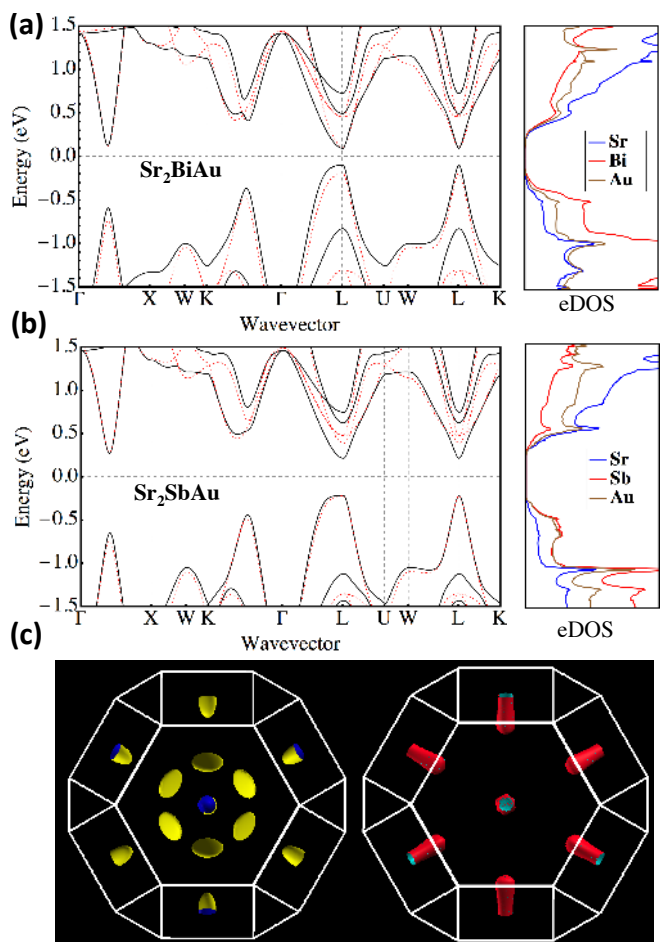 (a)
1.5
1.0
0.5
0.0
−0.5
−1.0
−1.5
Energy (eV)
Sr₂BiAu
Γ X W K Γ L U W L K
Wavevector
Sr
Bi
Au
eDOS
(b)
1.5
1.0
0.5
0.0
−0.5
−1.0
−1.5
Energy (eV)
Sr₂SbAu
Γ X W K Γ L U W L K
Wavevector
Sr
Sb
Au
eDOS
(c)